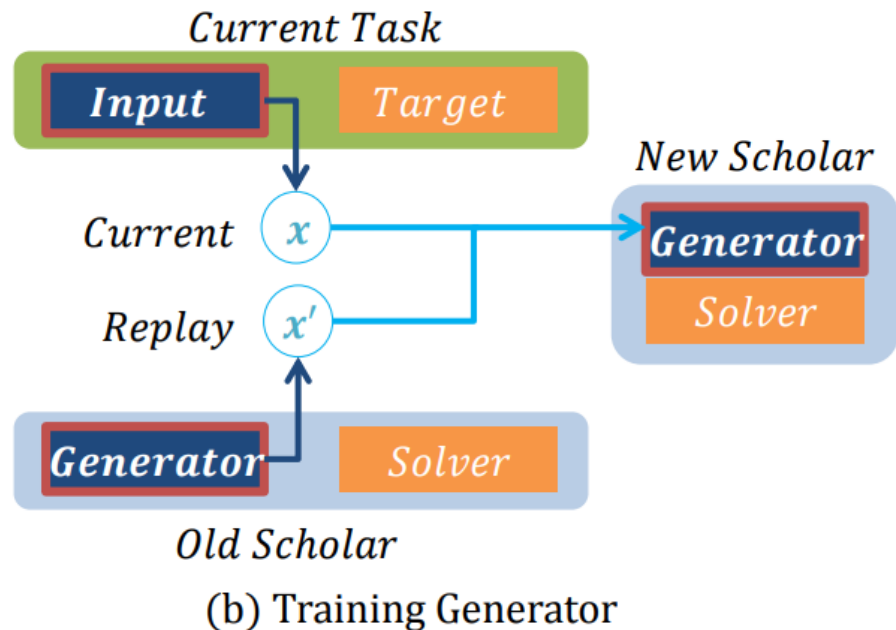 Current Task
Input
Target
New Scholar
Current
x
Generator
Replay
x′
Solver
Generator
Solver
Old Scholar
(b) Training Generator